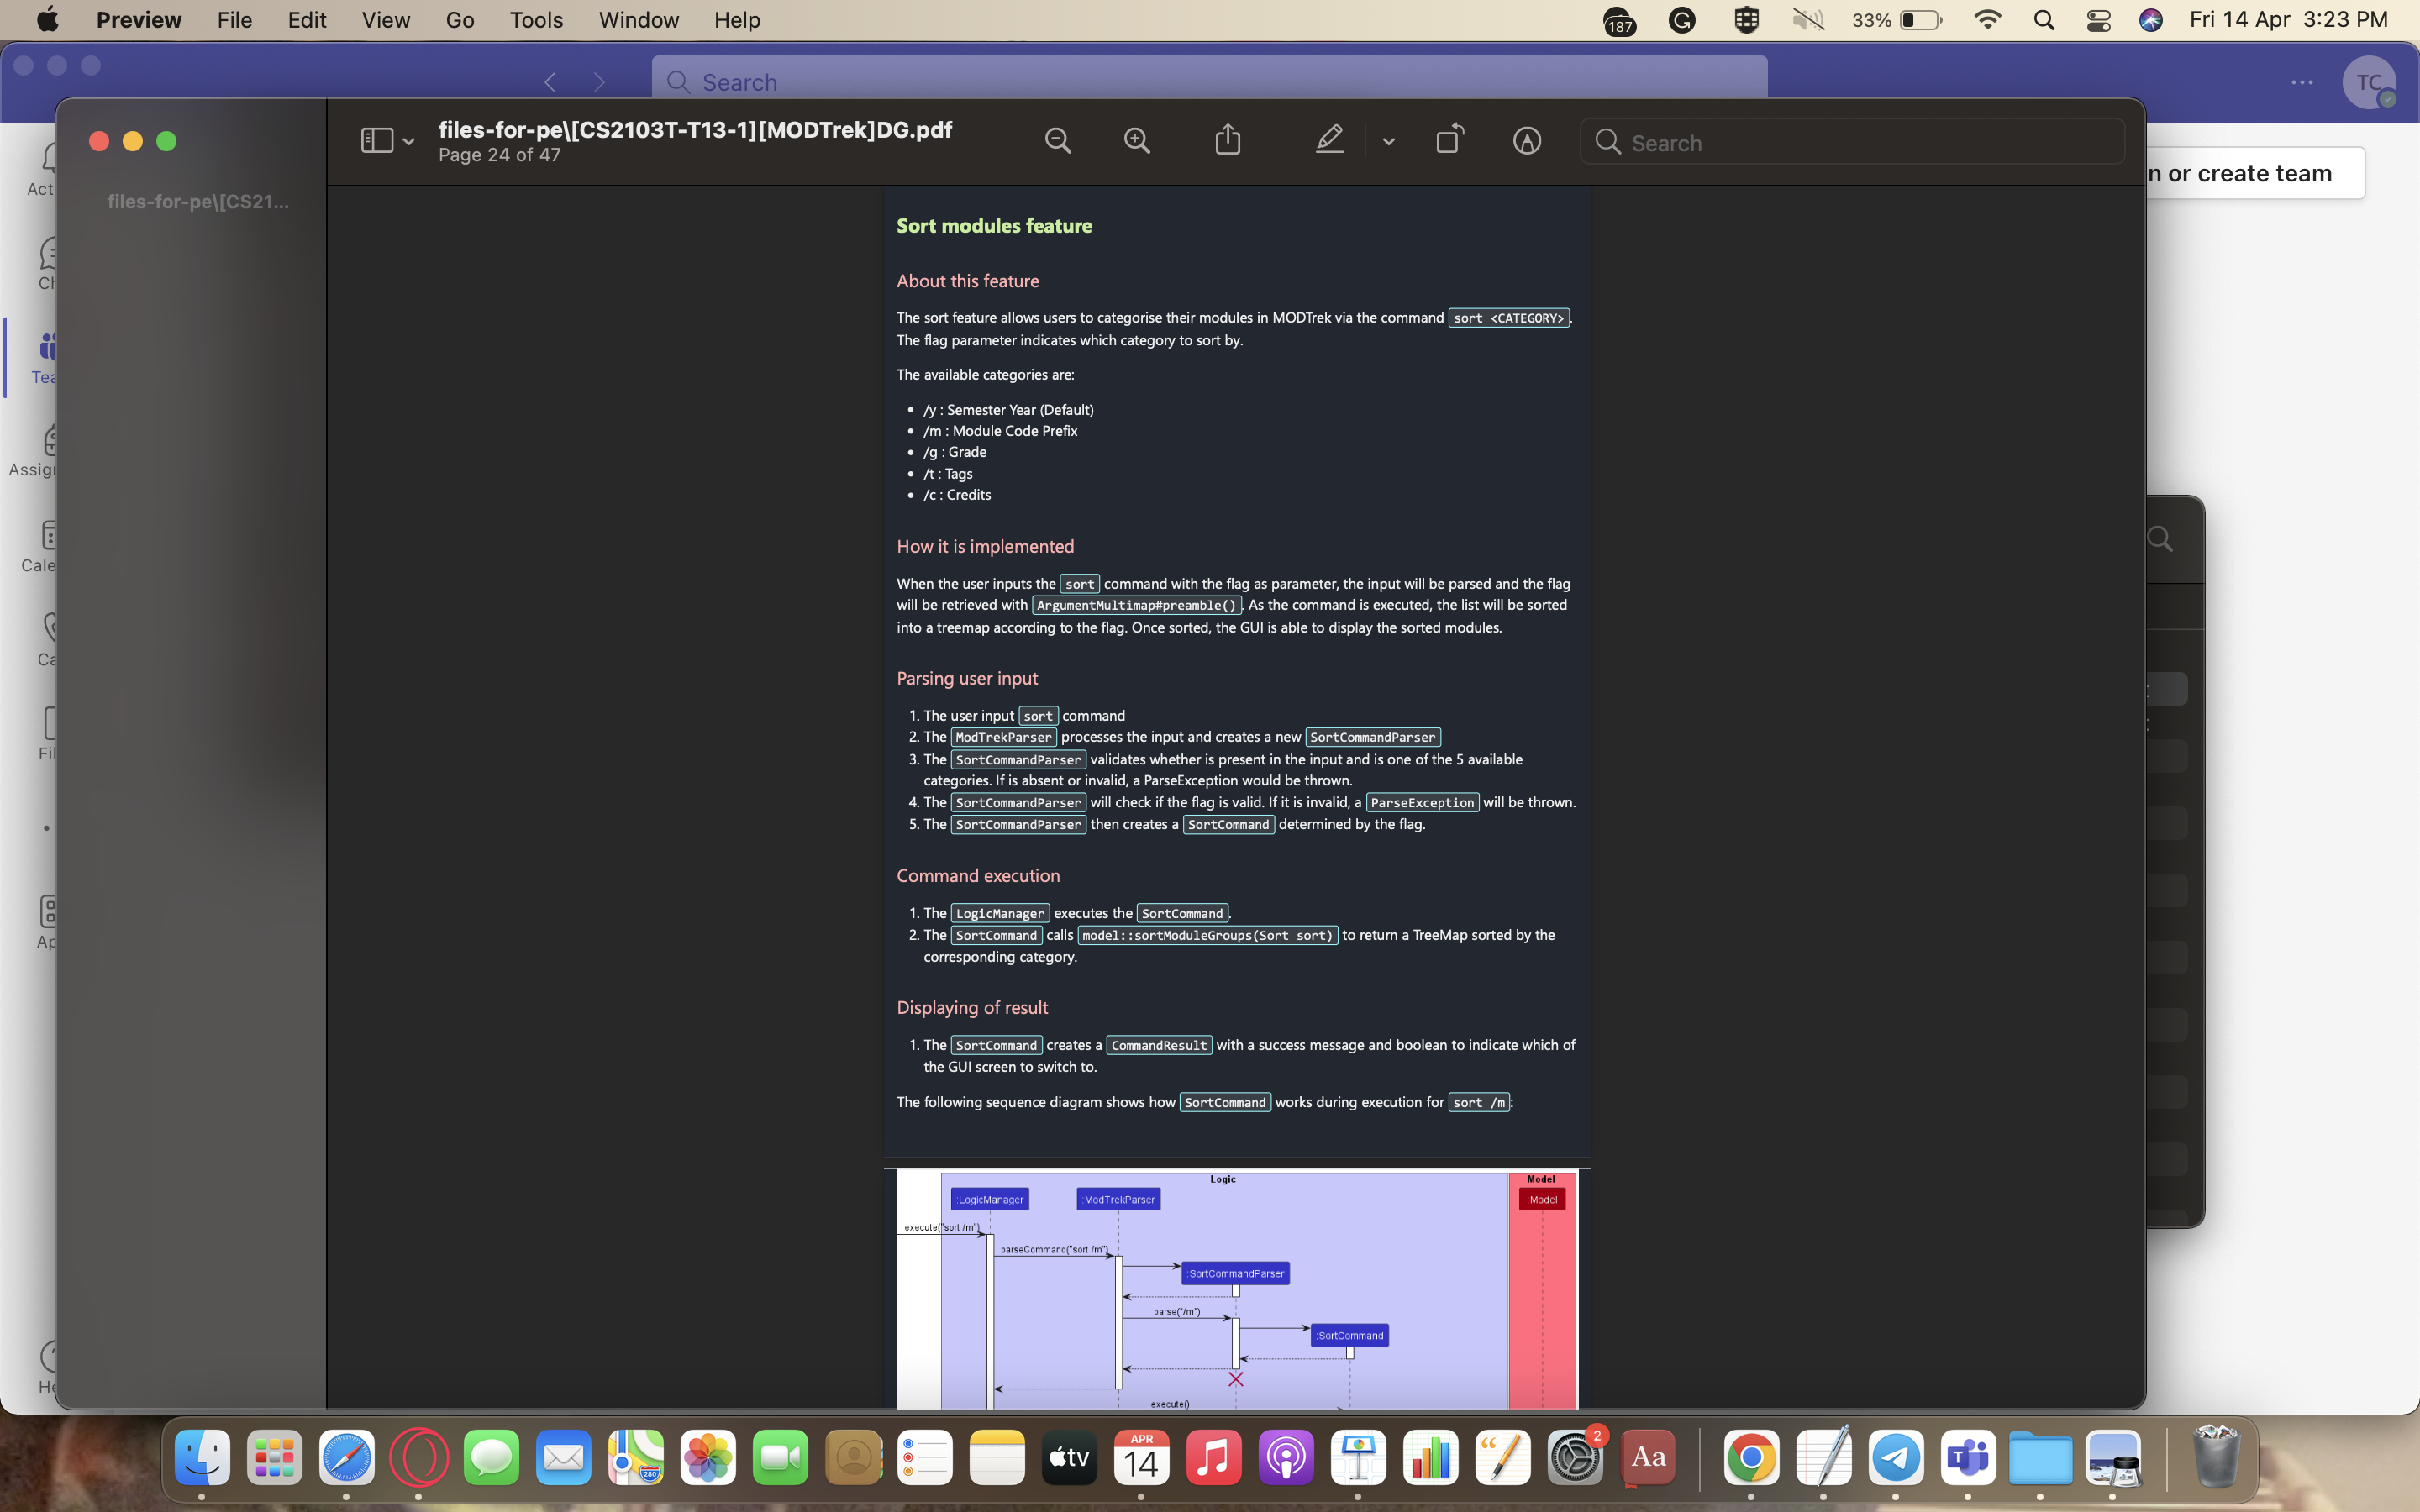 Preview File Edit View Go Tools Window Help 187 33% Fri 14 Apr 3:23 PM
Search
TC
files-for-pe\[CS2103T-T13-1][MODTrek]DG.pdf
Page 24 of 47
Search
n or create team
files-for-pe\[CS21...
Act
Ch
Tea
Assig
Cale
Ca
Fil
Ap
He
Sort modules feature
About this feature
The sort feature allows users to categorise their modules in MODTrek via the command sort <CATEGORY>.
The flag parameter indicates which category to sort by.
The available categories are:
• /y : Semester Year (Default)
• /m : Module Code Prefix
• /g : Grade
• /t : Tags
• /c : Credits
How it is implemented
When the user inputs the sort command with the flag as parameter, the input will be parsed and the flag
will be retrieved with ArgumentMultimap#preamble(). As the command is executed, the list will be sorted
into a treemap according to the flag. Once sorted, the GUI is able to display the sorted modules.
Parsing user input
1. The user input sort command
2. The ModTrekParser processes the input and creates a new SortCommandParser
3. The SortCommandParser validates whether is present in the input and is one of the 5 available
categories. If is absent or invalid, a ParseException would be thrown.
4. The SortCommandParser will check if the flag is valid. If it is invalid, a ParseException will be thrown.
5. The SortCommandParser then creates a SortCommand determined by the flag.
Command execution
1. The LogicManager executes the SortCommand.
2. The SortCommand calls model::sortModuleGroups(Sort sort) to return a TreeMap sorted by the
corresponding category.
Displaying of result
1. The SortCommand creates a CommandResult with a success message and boolean to indicate which of
the GUI screen to switch to.
The following sequence diagram shows how SortCommand works during execution for sort /m:
Logic Model
:LogicManager :ModTrekParser :Model
execute("sort /m")
parseCommand("sort /m")
:SortCommandParser
parse("/m")
:SortCommand
execute()
280
tv
APR
14
2
Aa
T